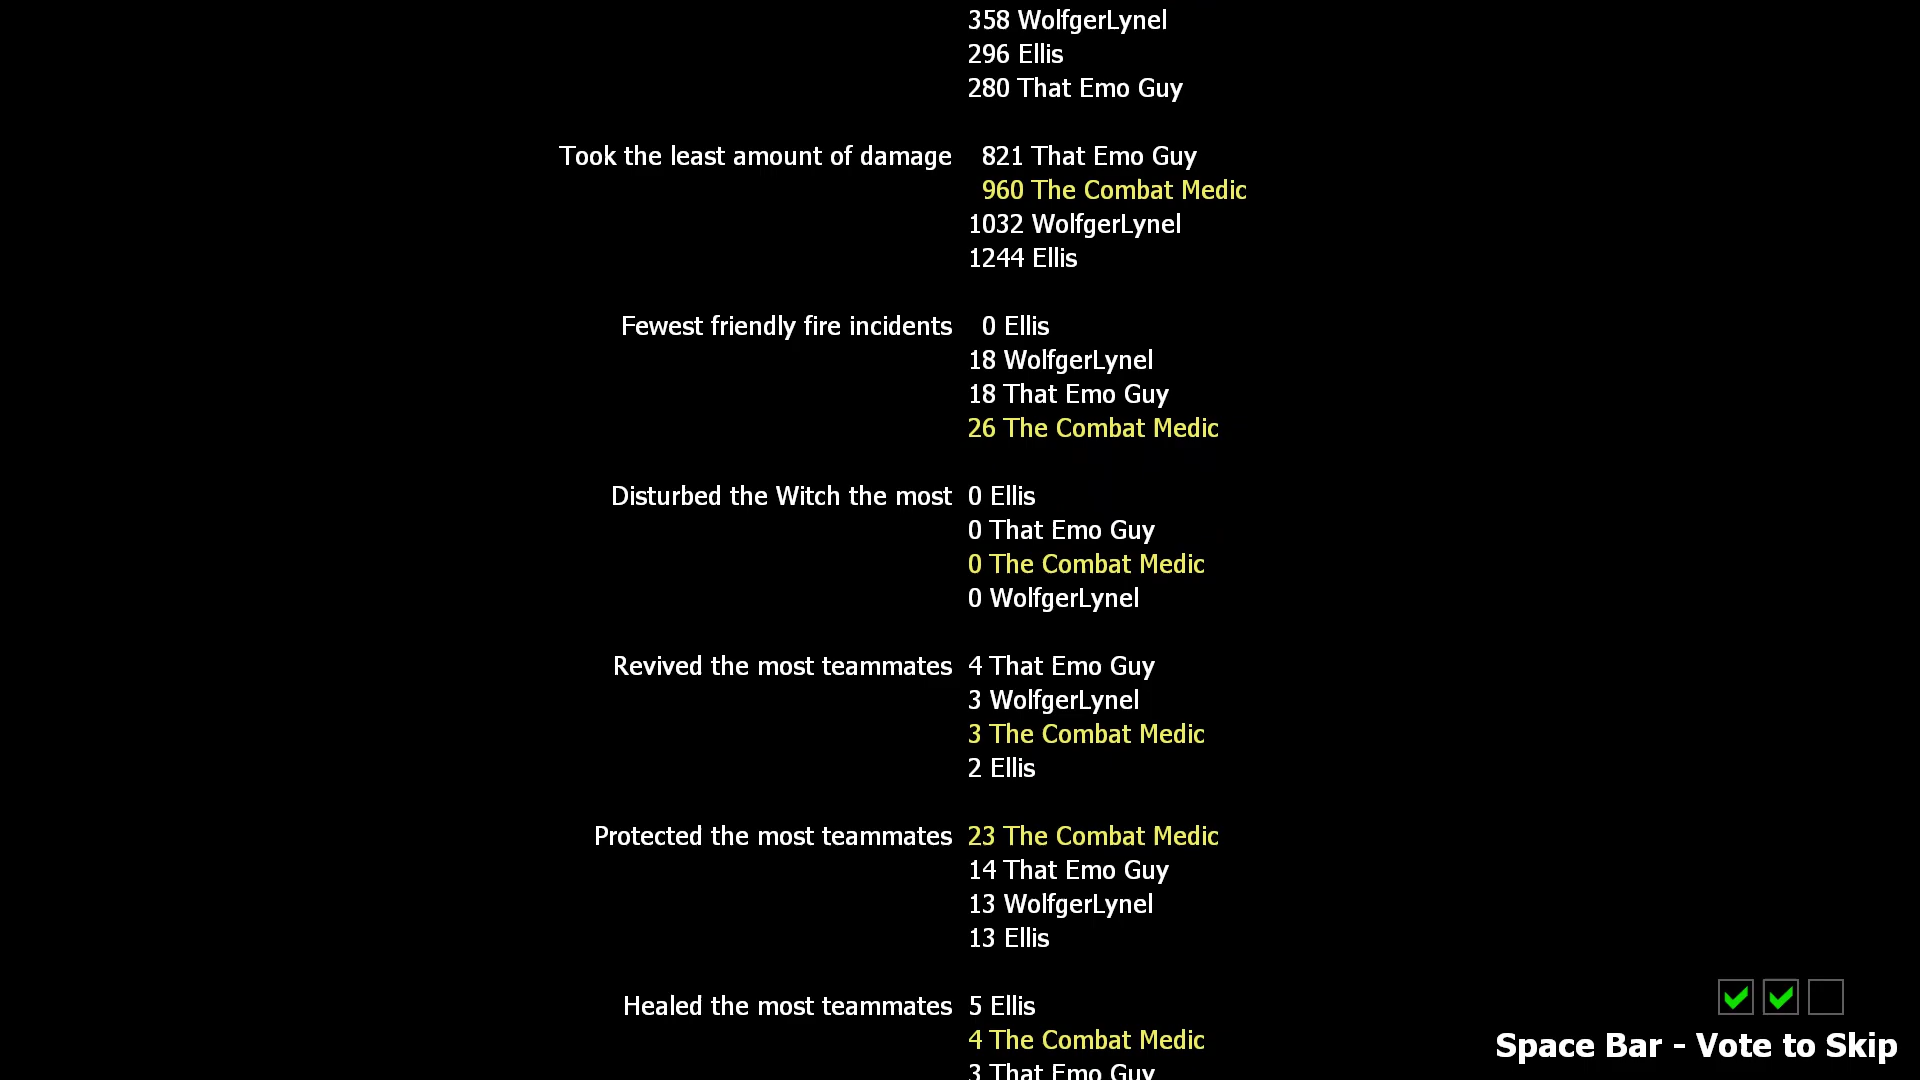 358 WolfgerLynel
296 Ellis
280 That Emo Guy
Took the least amount of damage 821 That Emo Guy
960 The Combat Medic
1032 WolfgerLynel
1244 Ellis
Fewest friendly fire incidents 0 Ellis
18 WolfgerLynel
18 That Emo Guy
26 The Combat Medic
Disturbed the Witch the most 0 Ellis
0 That Emo Guy
0 The Combat Medic
0 WolfgerLynel
Revived the most teammates 4 That Emo Guy
3 WolfgerLynel
3 The Combat Medic
2 Ellis
Protected the most teammates 23 The Combat Medic
14 That Emo Guy
13 WolfgerLynel
13 Ellis
Healed the most teammates 5 Ellis
4 The Combat Medic
3 That Emo Guy
Space Bar - Vote to Skip